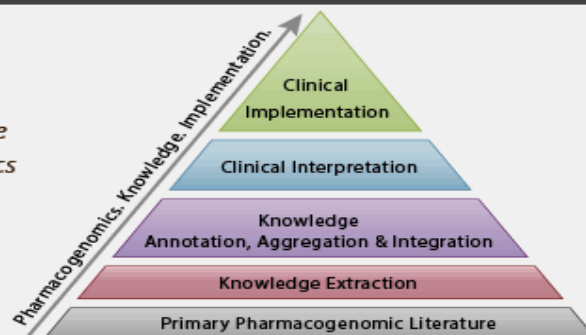 Pharmacogenomics. Knowledge. Implementation.
Clinical
Implementation
Clinical Interpretation
Knowledge
Annotation, Aggregation & Integration
Knowledge Extraction
Primary Pharmacogenomic Literature